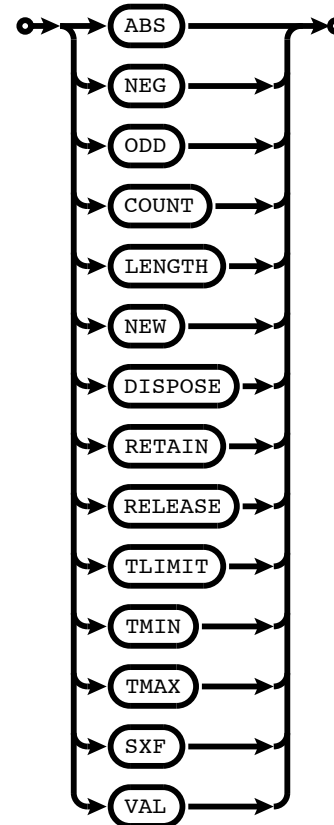 ABS
NEG
ODD
COUNT
LENGTH
NEW
DISPOSE
RETAIN
RELEASE
TLIMIT
TMIN
TMAX
SXF
VAL